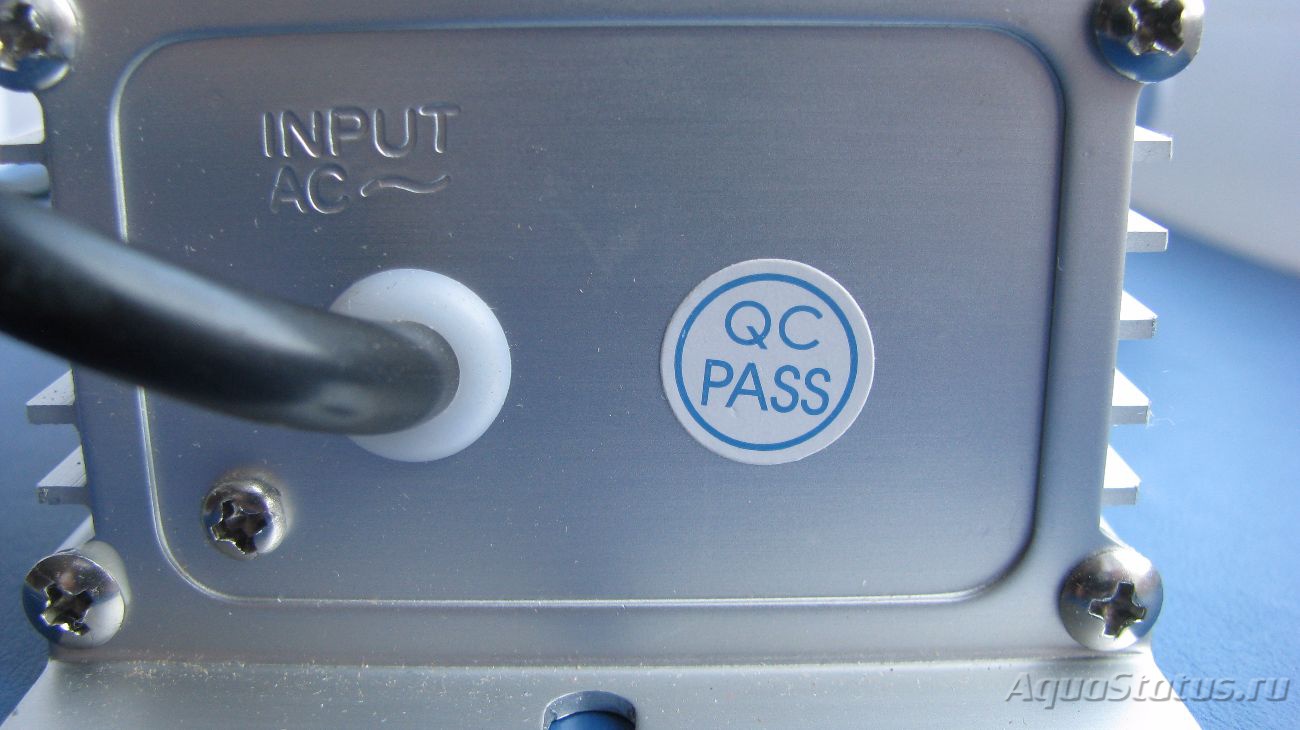 INPUT
AC ~
QC
PASS
AquaStatus.ru